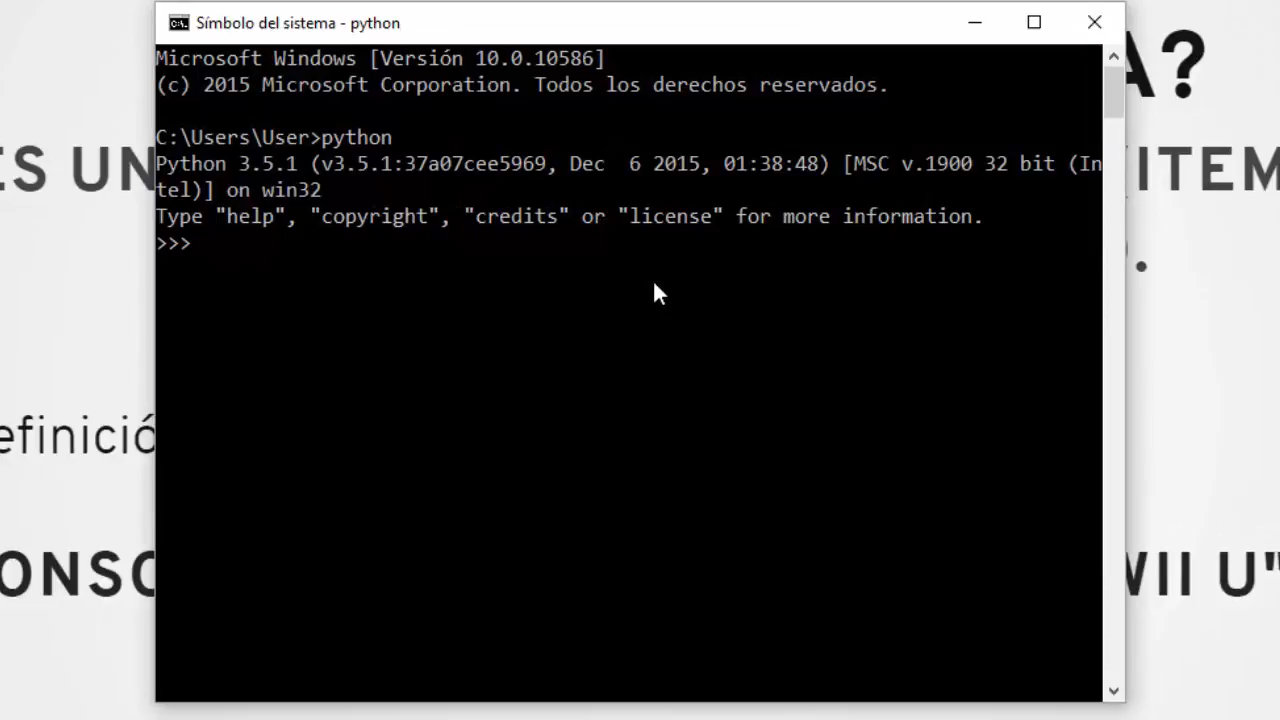 Símbolo del sistema - python
A?
Microsoft Windows [Versión 10.0.10586]
(c) 2015 Microsoft Corporation. Todos los derechos reservados.
C:\Users\User>python
ES UN
Python 3.5.1 (v3.5.1:37a07cee5969, Dec  6 2015, 01:38:48) [MSC v.1900 32 bit (In
tel)] on win32
ITEM
Type "help", "copyright", "credits" or "license" for more information.
>>>
efinició
ONSO
WII U"